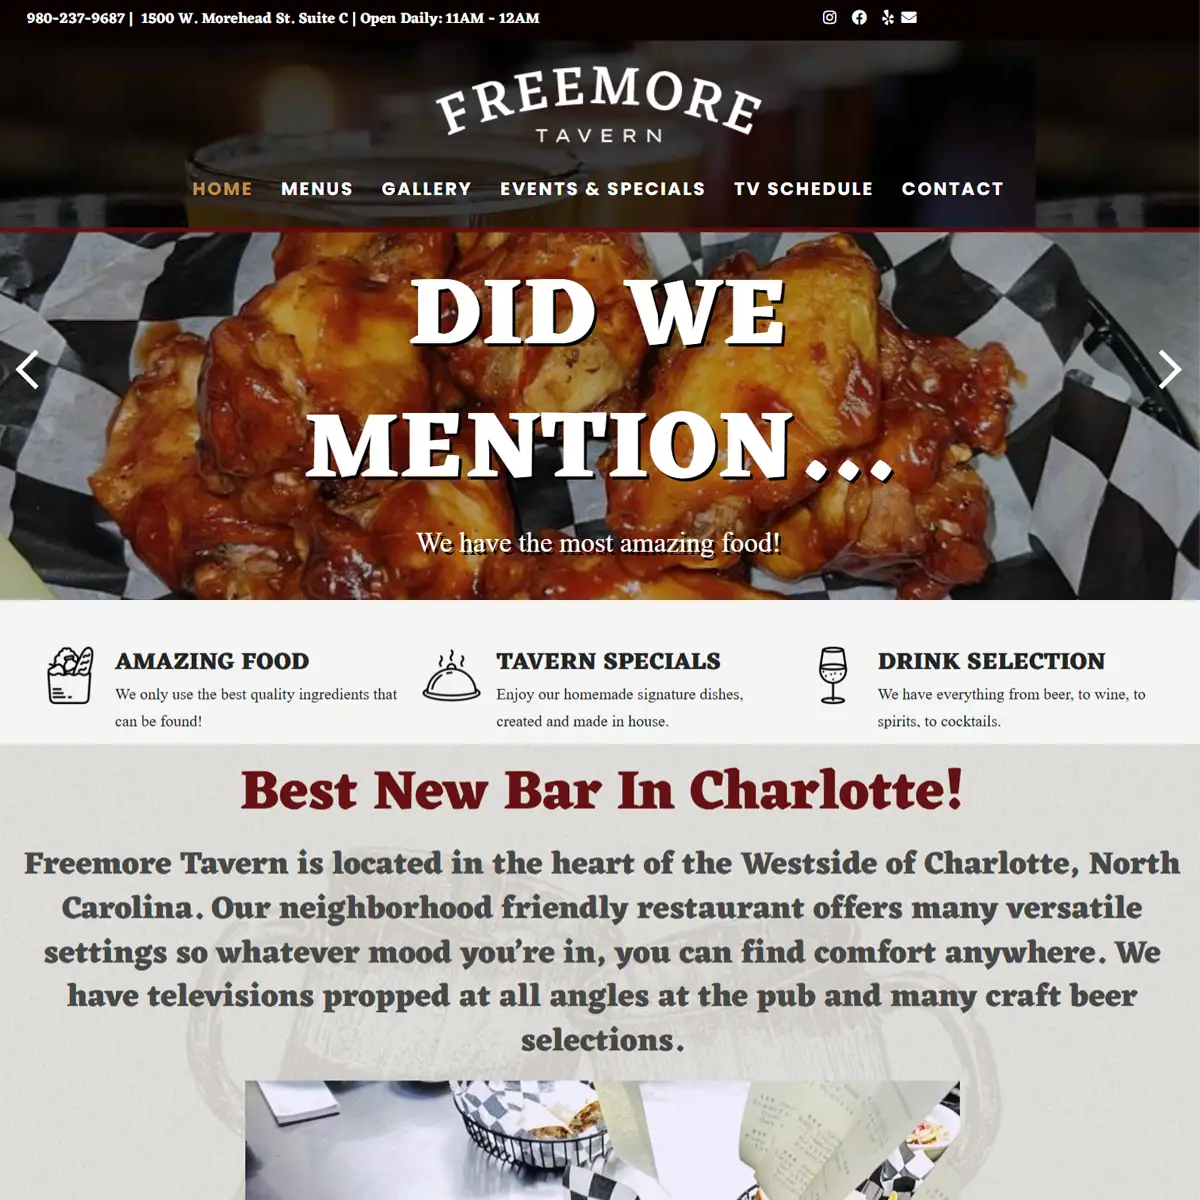 980-237-9687 | 1500 W. Morehead St. Suite C | Open Daily: 11AM - 12AM
FREEMORE
TAVERN
HOME MENUS GALLERY EVENTS & SPECIALS TV SCHEDULE CONTACT
DID WE
MENTION...
We have the most amazing food!
AMAZING FOOD
We only use the best quality ingredients that
can be found!
TAVERN SPECIALS
Enjoy our homemade signature dishes,
created and made in house.
DRINK SELECTION
We have everything from beer, to wine, to
spirits, to cocktails.
Best New Bar In Charlotte!
Freemore Tavern is located in the heart of the Westside of Charlotte, North
Carolina. Our neighborhood friendly restaurant offers many versatile
settings so whatever mood you’re in, you can find comfort anywhere. We
have televisions propped at all angles at the pub and many craft beer
selections.